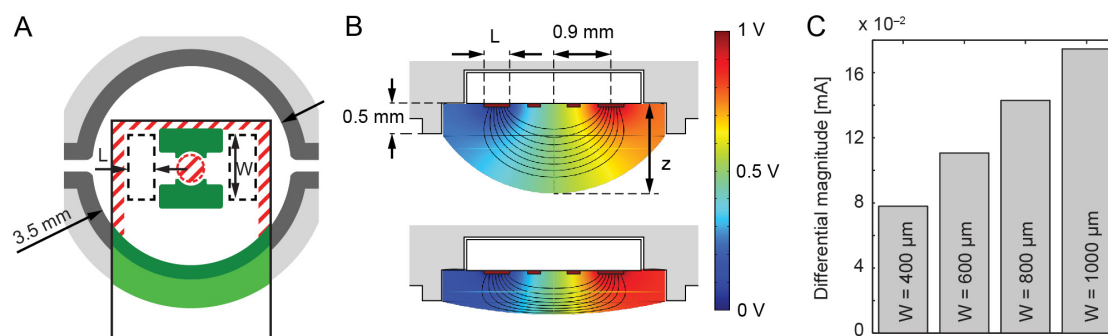 A
L
W
3.5 mm
B
L
0.9 mm
0.5 mm
z
1 V
0.5 V
0 V
C
x 10⁻²
Differential magnitude [mA]
16
12
8
4
0
W = 400 μm
W = 600 μm
W = 800 μm
W = 1000 μm